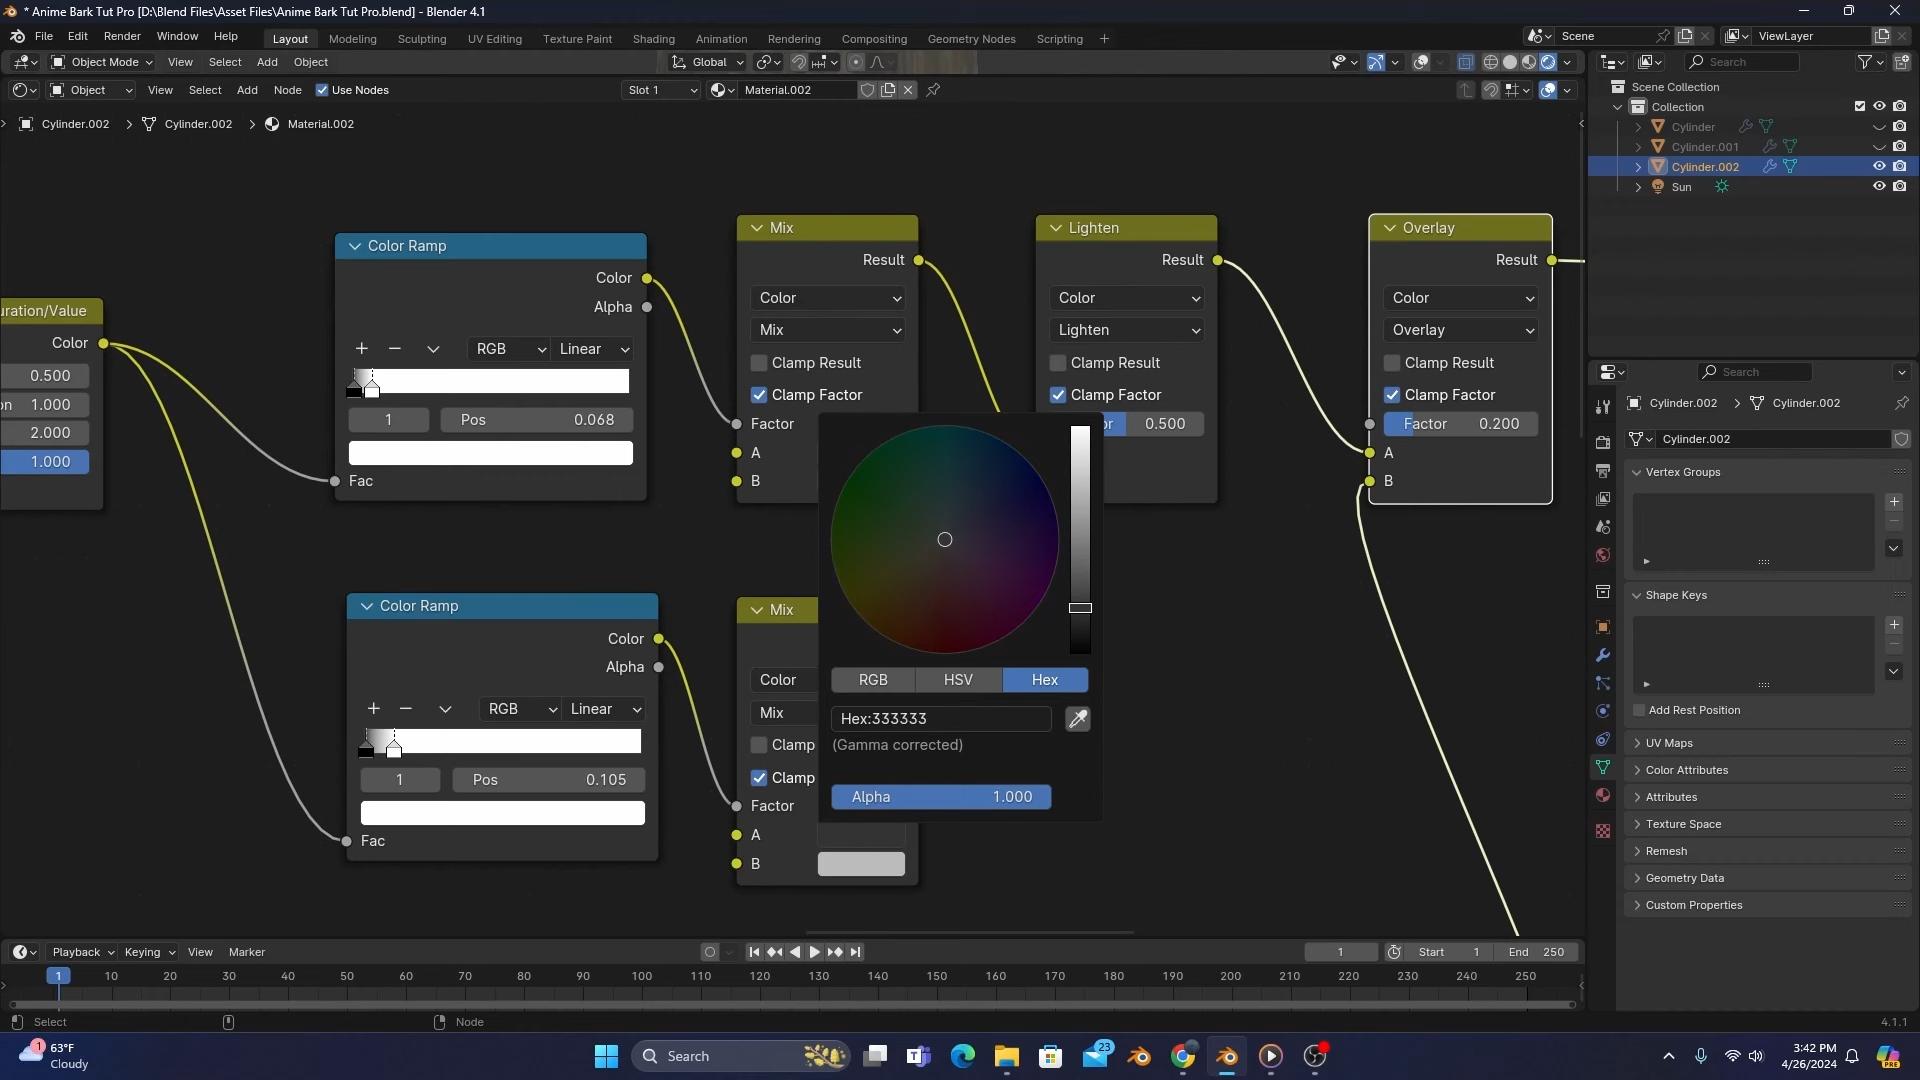 * Anime Bark Tut Pro [D:\Blend Files\Asset Files\Anime Bark Tut Pro.blend] - Blender 4.1
File Edit Render Window Help
Layout Modeling Sculpting UV Editing Texture Paint Shading Animation Rendering Compositing Geometry Nodes Scripting +
Scene
ViewLayer
Object Mode View Select Add Object
Global
Search
Object View Select Add Node Use Nodes
Slot 1
Material.002
Cylinder.002 > Cylinder.002 > Material.002
Scene Collection
Collection
Cylinder
Cylinder.001
Cylinder.002
Sun
uration/Value
Color
0.500
on 1.000
2.000
1.000
Color Ramp
Color
Alpha
RGB
Linear
1
Pos 0.068
Fac
Mix
Result
Color
Mix
Clamp Result
Clamp Factor
Factor
A
B
Lighten
Result
Color
Lighten
Clamp Result
Clamp Factor
or 0.500
Overlay
Result
Color
Overlay
Clamp Result
Clamp Factor
Factor 0.200
A
B
Color Ramp
Color
Alpha
RGB
Linear
1
Pos 0.105
Fac
Mix
Color
Mix
Clamp
Clamp
Factor
A
B
RGB HSV Hex
Hex:333333
(Gamma corrected)
Alpha 1.000
Search
Cylinder.002 > Cylinder.002
Cylinder.002
Vertex Groups
Shape Keys
Add Rest Position
UV Maps
Color Attributes
Attributes
Texture Space
Remesh
Geometry Data
Custom Properties
Playback Keying View Marker
1
Start 1
End 250
1 10 20 30 40 50 60 70 80 90 100 110 120 130 140 150 160 170 180 190 200 210 220 230 240 250
Select
Node
4.1.1
1
63°F
Cloudy
Search
23
PRE
3:42 PM
4/26/2024